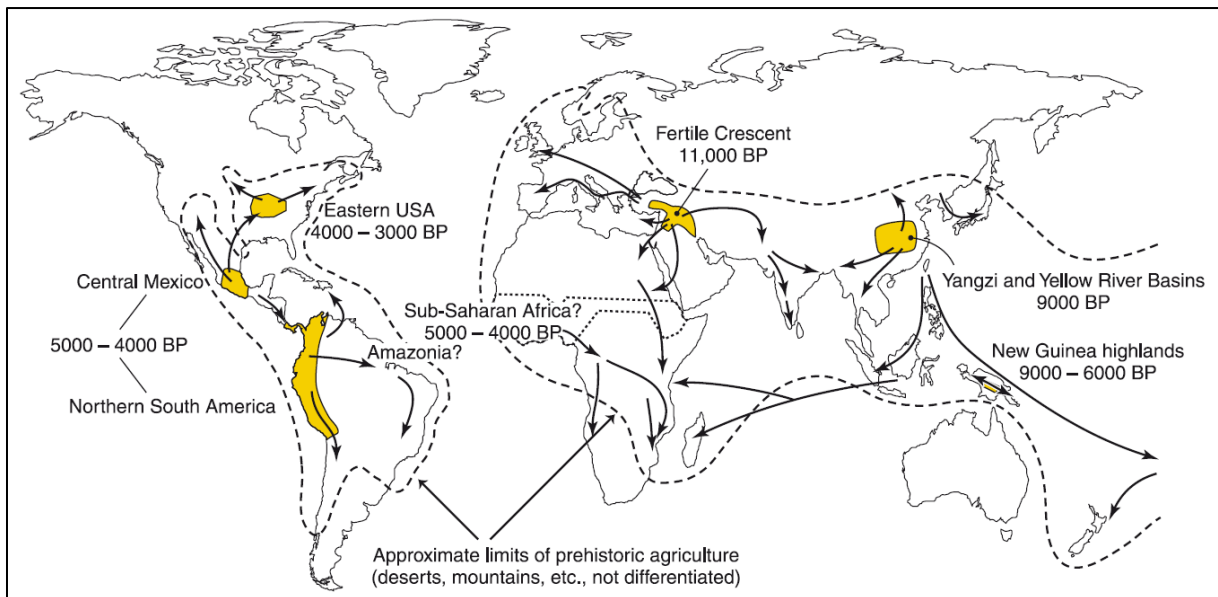 Fertile Crescent
11,000 BP
Eastern USA
4000 – 3000 BP
Central Mexico
5000 – 4000 BP
Northern South America
Amazonia?
Sub-Saharan Africa?
5000 – 4000 BP
Yangzi and Yellow River Basins
9000 BP
New Guinea highlands
9000 – 6000 BP
Approximate limits of prehistoric agriculture
(deserts, mountains, etc., not differentiated)